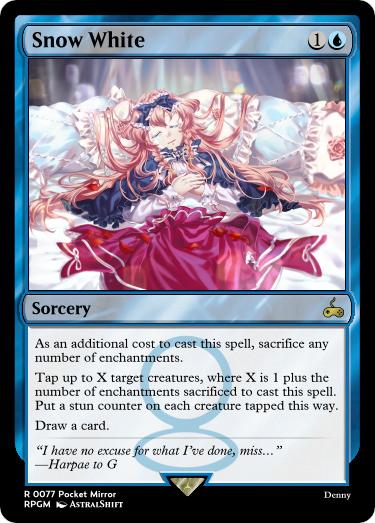 Snow White
1
Sorcery
As an additional cost to cast this spell, sacrifice any
number of enchantments.
Tap up to X target creatures, where X is 1 plus the
number of enchantments sacrificed to cast this spell.
Put a stun counter on each creature tapped this way.
Draw a card.
“I have no excuse for what I’ve done, miss…”
—Harpae to G
R 0077 Pocket Mirror
RPGM AstralShift
Denny